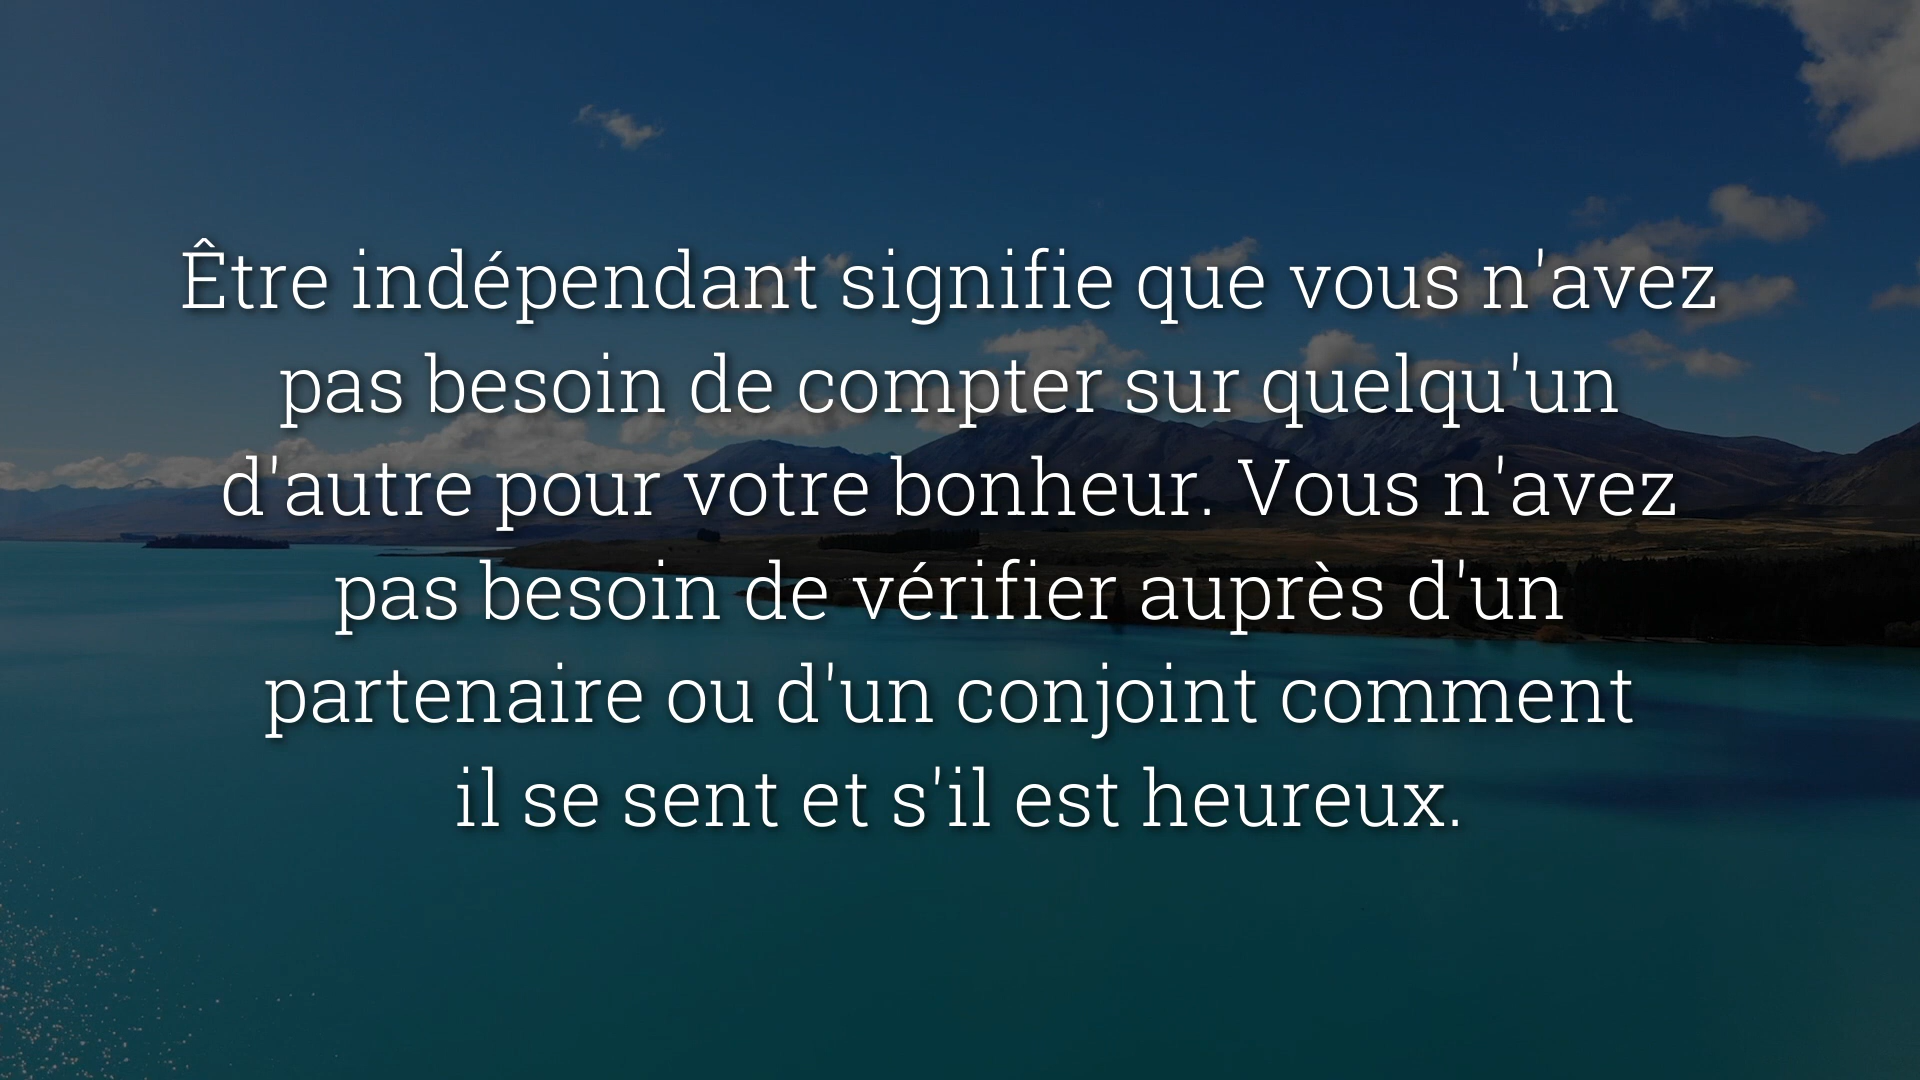 Être indépendant signifie que vous n'avez
pas besoin de compter sur quelqu'un
d'autre pour votre bonheur. Vous n'avez
pas besoin de vérifier auprès d'un
partenaire ou d'un conjoint comment
il se sent et s'il est heureux.